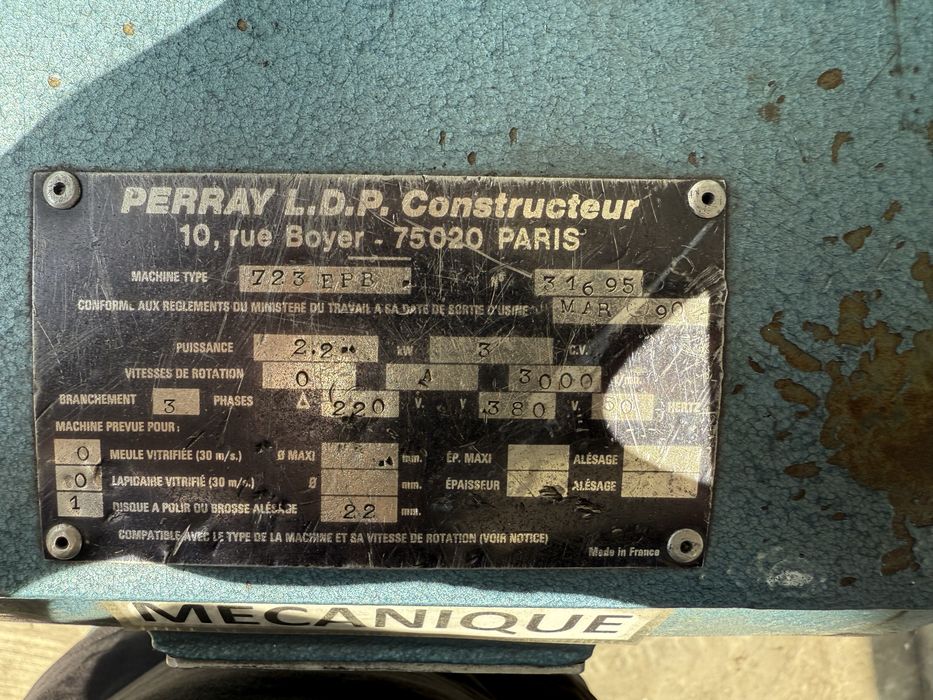 PERRAY L.D.P. Constructeur
10, rue Boyer - 75020 PARIS
MACHINE TYPE 723 EPB N° 31695
CONFORME AUX REGLEMENTS DU MINISTERE DU TRAVAIL A SA DATE DE SORTIE D'USINE MARS/90
PUISSANCE 2.2 kW 3 C.V.
VITESSES DE ROTATION 0 A 3000
BRANCHEMENT 3 PHASES Δ 220 V. Y 380 V. HERTZ
MACHINE PREVUE POUR :
0 MEULE VITRIFIÉE (30 m/s.) Ø MAXI mm. ÉP. MAXI ALÉSAGE
0 LAPIDAIRE VITRIFIÉ (30 m/s.) Ø mm. ÉPAISSEUR ALÉSAGE
1 DISQUE A POLIR OU BROSSE ALÉSAGE 22 mm.
COMPATIBLE AVEC LE TYPE DE LA MACHINE ET SA VITESSE DE ROTATION (VOIR NOTICE)
Made in France
MECANIQUE